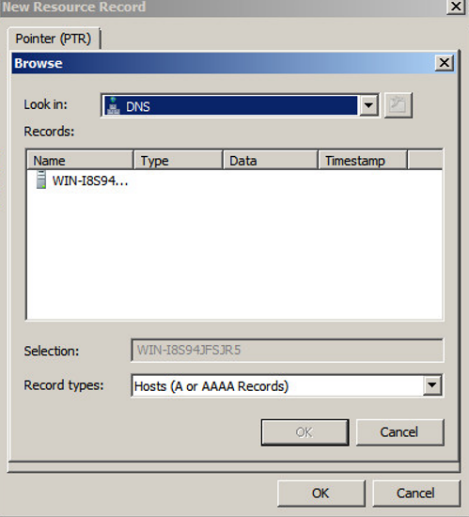 New Resource Record
Pointer (PTR)
Browse
Look in: DNS
Records:
Name Type Data Timestamp
WIN-I8S94...
Selection: WIN-I8S94JFSJR5
Record types: Hosts (A or AAAA Records)
OK Cancel
OK Cancel